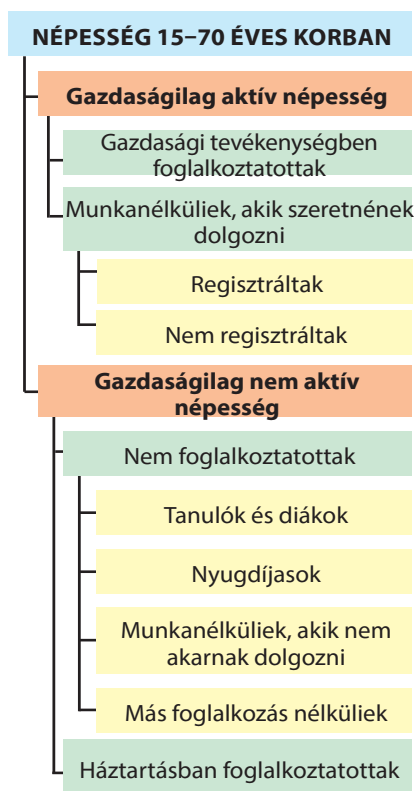 NÉPESSÉG 15–70 ÉVES KORBAN
Gazdaságilag aktív népesség
Gazdasági tevékenységben
foglalkoztatottak
Munkanélküliek, akik szeretnének
dolgozni
Regisztráltak
Nem regisztráltak
Gazdaságilag nem aktív
népesség
Nem foglalkoztatottak
Tanulók és diákok
Nyugdíjasok
Munkanélküliek, akik nem
akarnak dolgozni
Más foglalkozás nélküliek
Háztartásban foglalkoztatottak